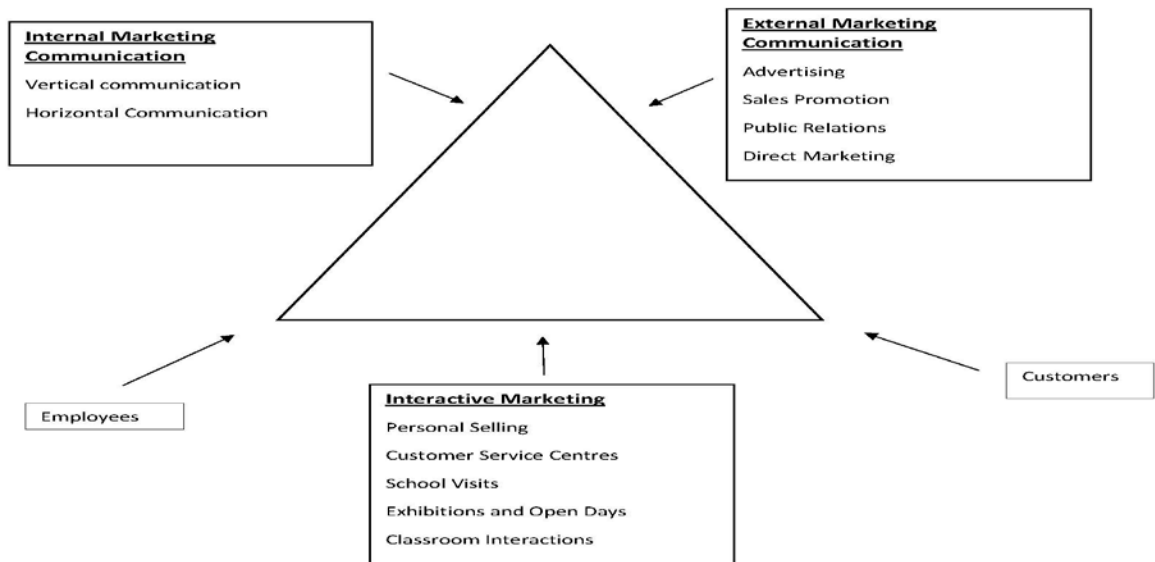 Internal Marketing
Communication
Vertical communication
Horizontal Communication
External Marketing
Communication
Advertising
Sales Promotion
Public Relations
Direct Marketing
Employees
Customers
Interactive Marketing
Personal Selling
Customer Service Centres
School Visits
Exhibitions and Open Days
Classroom Interactions